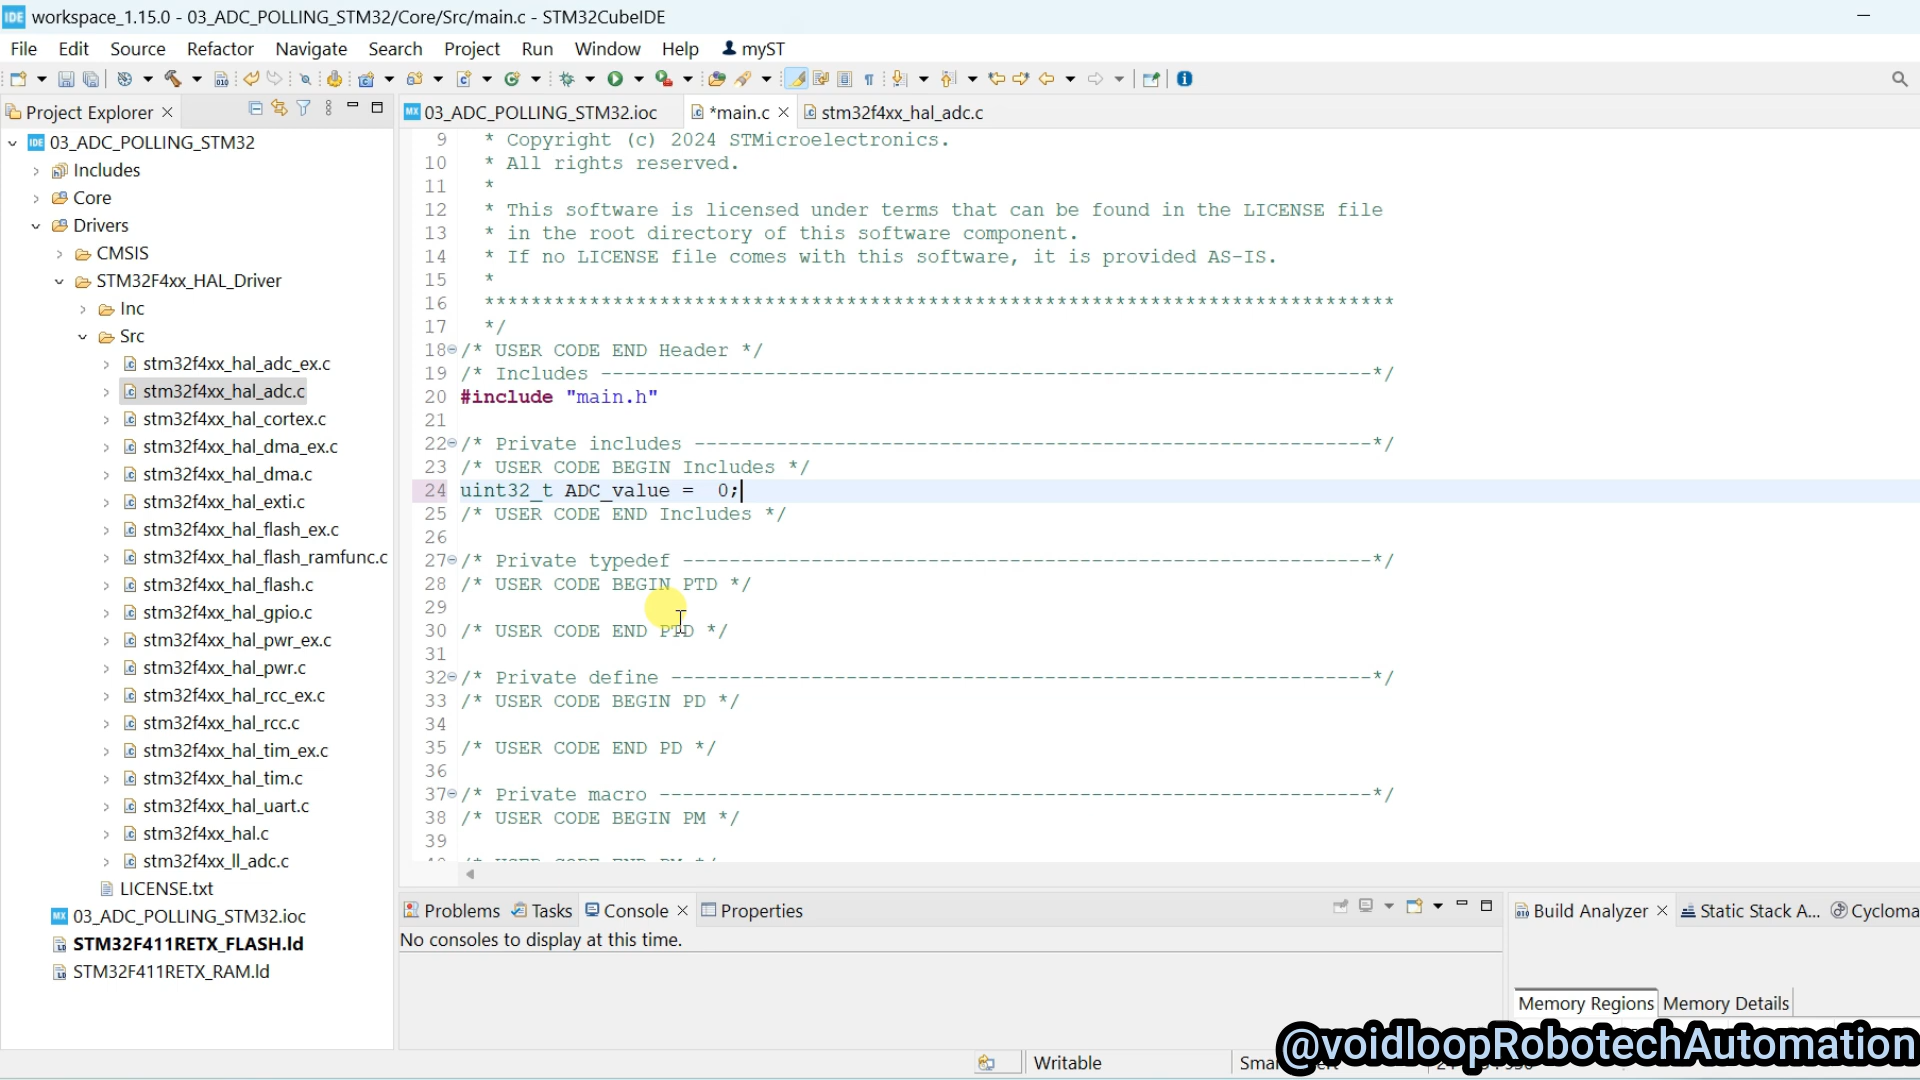 workspace_1.15.0 - 03_ADC_POLLING_STM32/Core/Src/main.c - STM32CubeIDE
File Edit Source Refactor Navigate Search Project Run Window Help myST
Project Explorer
03_ADC_POLLING_STM32
Includes
Core
Drivers
CMSIS
STM32F4xx_HAL_Driver
Inc
Src
stm32f4xx_hal_adc_ex.c
stm32f4xx_hal_adc.c
stm32f4xx_hal_cortex.c
stm32f4xx_hal_dma_ex.c
stm32f4xx_hal_dma.c
stm32f4xx_hal_exti.c
stm32f4xx_hal_flash_ex.c
stm32f4xx_hal_flash_ramfunc.c
stm32f4xx_hal_flash.c
stm32f4xx_hal_gpio.c
stm32f4xx_hal_pwr_ex.c
stm32f4xx_hal_pwr.c
stm32f4xx_hal_rcc_ex.c
stm32f4xx_hal_rcc.c
stm32f4xx_hal_tim_ex.c
stm32f4xx_hal_tim.c
stm32f4xx_hal_uart.c
stm32f4xx_hal.c
stm32f4xx_ll_adc.c
LICENSE.txt
03_ADC_POLLING_STM32.ioc
STM32F411RETX_FLASH.ld
STM32F411RETX_RAM.ld
03_ADC_POLLING_STM32.ioc *main.c stm32f4xx_hal_adc.c
9 * Copyright (c) 2024 STMicroelectronics.
10 * All rights reserved.
11 *
12 * This software is licensed under terms that can be found in the LICENSE file
13 * in the root directory of this software component.
14 * If no LICENSE file comes with this software, it is provided AS-IS.
15 *
16 ******************************************************************************
17 */
18 /* USER CODE END Header */
19 /* Includes ------------------------------------------------------------------*/
20 #include "main.h"
21
22 /* Private includes ----------------------------------------------------------*/
23 /* USER CODE BEGIN Includes */
24 uint32_t ADC_value =  0;
25 /* USER CODE END Includes */
26
27 /* Private typedef -----------------------------------------------------------*/
28 /* USER CODE BEGIN PTD */
29
30 /* USER CODE END PTD */
31
32 /* Private define ------------------------------------------------------------*/
33 /* USER CODE BEGIN PD */
34
35 /* USER CODE END PD */
36
37 /* Private macro -------------------------------------------------------------*/
38 /* USER CODE BEGIN PM */
39
Problems Tasks Console Properties
No consoles to display at this time.
Build Analyzer Static Stack A... Cycloma
Memory Regions Memory Details
Writable
@voidloopRobotechAutomation